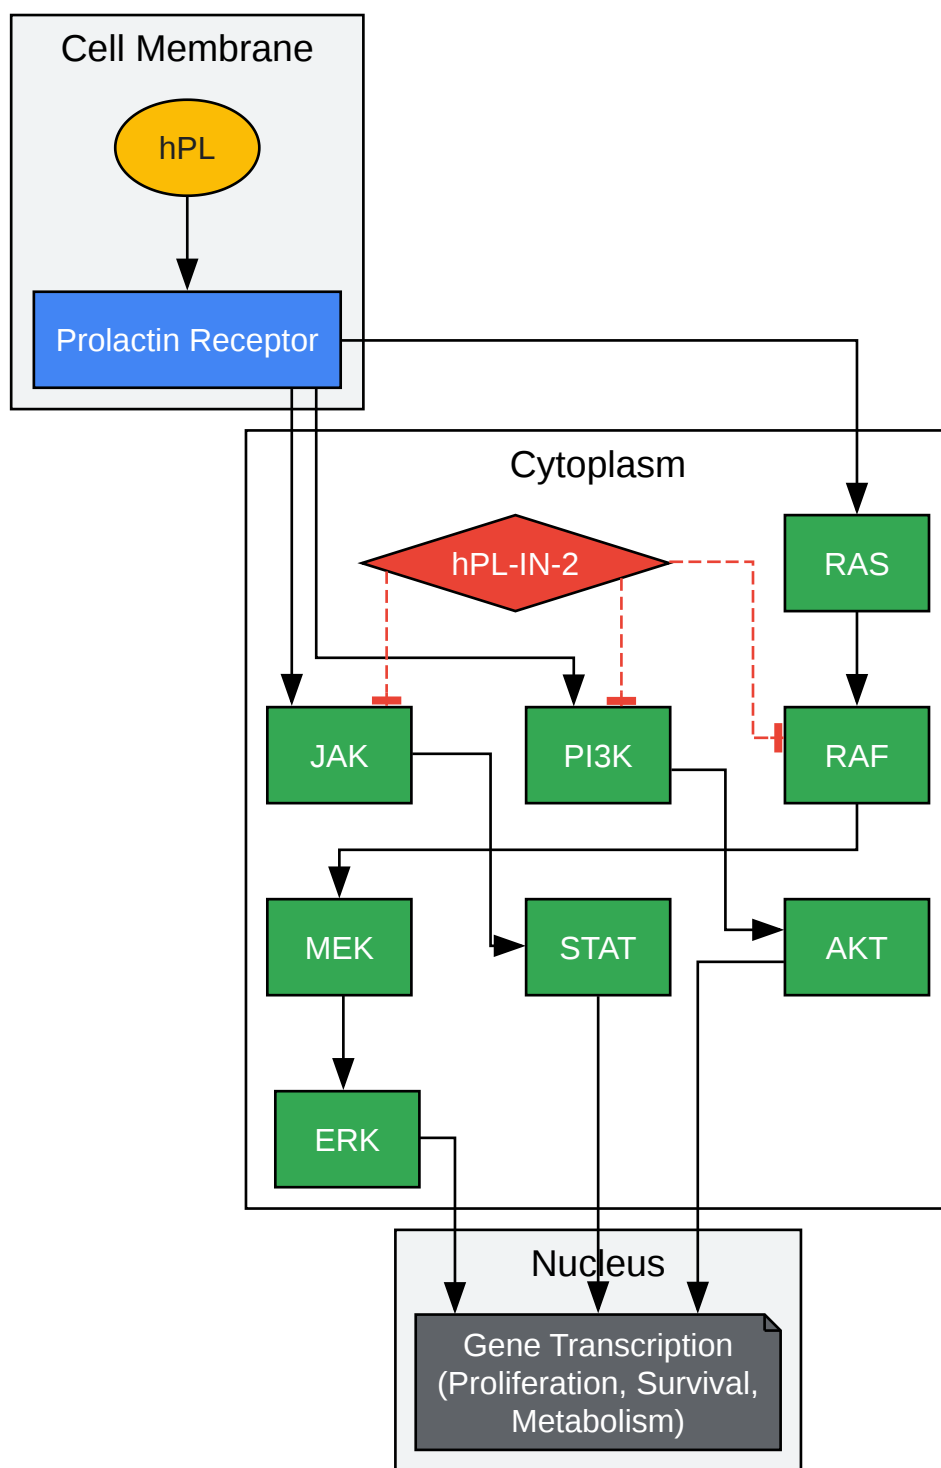 Cell Membrane
hPL
Prolactin Receptor
Cytoplasm
hPL-IN-2
RAS
JAK
PI3K
RAF
MEK
STAT
AKT
ERK
Nucleus
Gene Transcription
(Proliferation, Survival,
Metabolism)